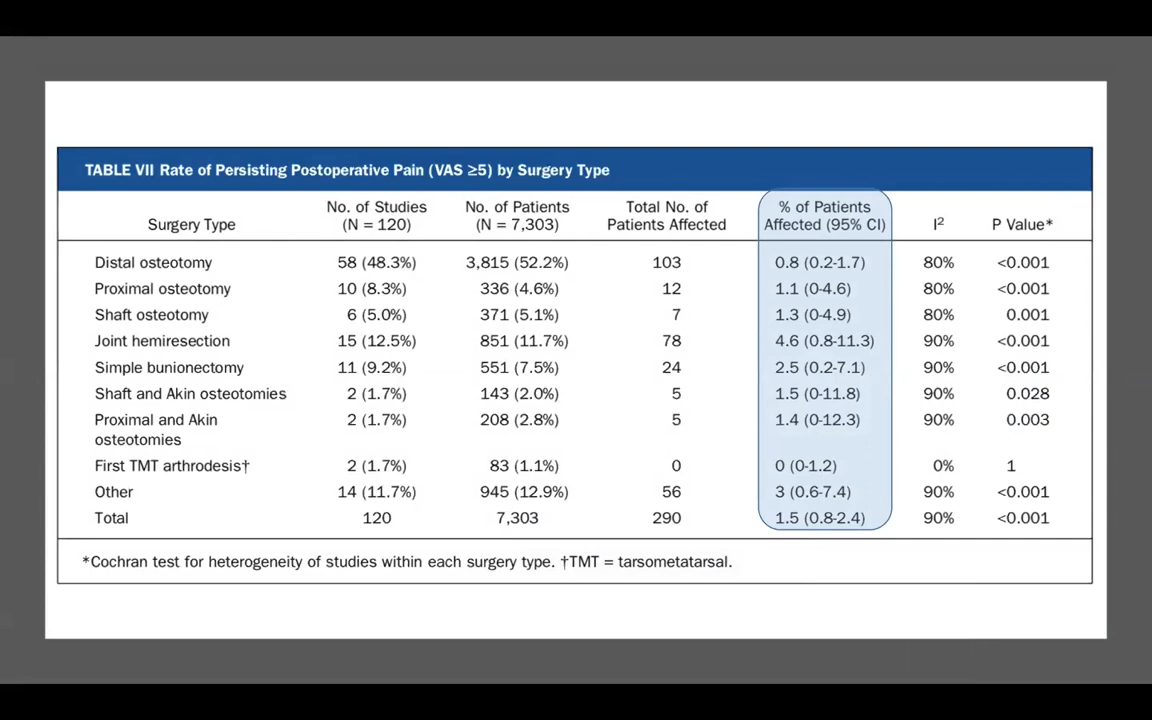 TABLE VII Rate of Persisting Postoperative Pain (VAS ≥5) by Surgery Type
Surgery Type No. of Studies (N = 120) No. of Patients (N = 7,303) Total No. of Patients Affected % of Patients Affected (95% CI) I² P Value*
Distal osteotomy 58 (48.3%) 3,815 (52.2%) 103 0.8 (0.2-1.7) 80% <0.001
Proximal osteotomy 10 (8.3%) 336 (4.6%) 12 1.1 (0-4.6) 80% <0.001
Shaft osteotomy 6 (5.0%) 371 (5.1%) 7 1.3 (0-4.9) 80% 0.001
Joint hemiresection 15 (12.5%) 851 (11.7%) 78 4.6 (0.8-11.3) 90% <0.001
Simple bunionectomy 11 (9.2%) 551 (7.5%) 24 2.5 (0.2-7.1) 90% <0.001
Shaft and Akin osteotomies 2 (1.7%) 143 (2.0%) 5 1.5 (0-11.8) 90% 0.028
Proximal and Akin osteotomies 2 (1.7%) 208 (2.8%) 5 1.4 (0-12.3) 90% 0.003
First TMT arthrodesis† 2 (1.7%) 83 (1.1%) 0 0 (0-1.2) 0% 1
Other 14 (11.7%) 945 (12.9%) 56 3 (0.6-7.4) 90% <0.001
Total 120 7,303 290 1.5 (0.8-2.4) 90% <0.001
*Cochran test for heterogeneity of studies within each surgery type. †TMT = tarsometatarsal.